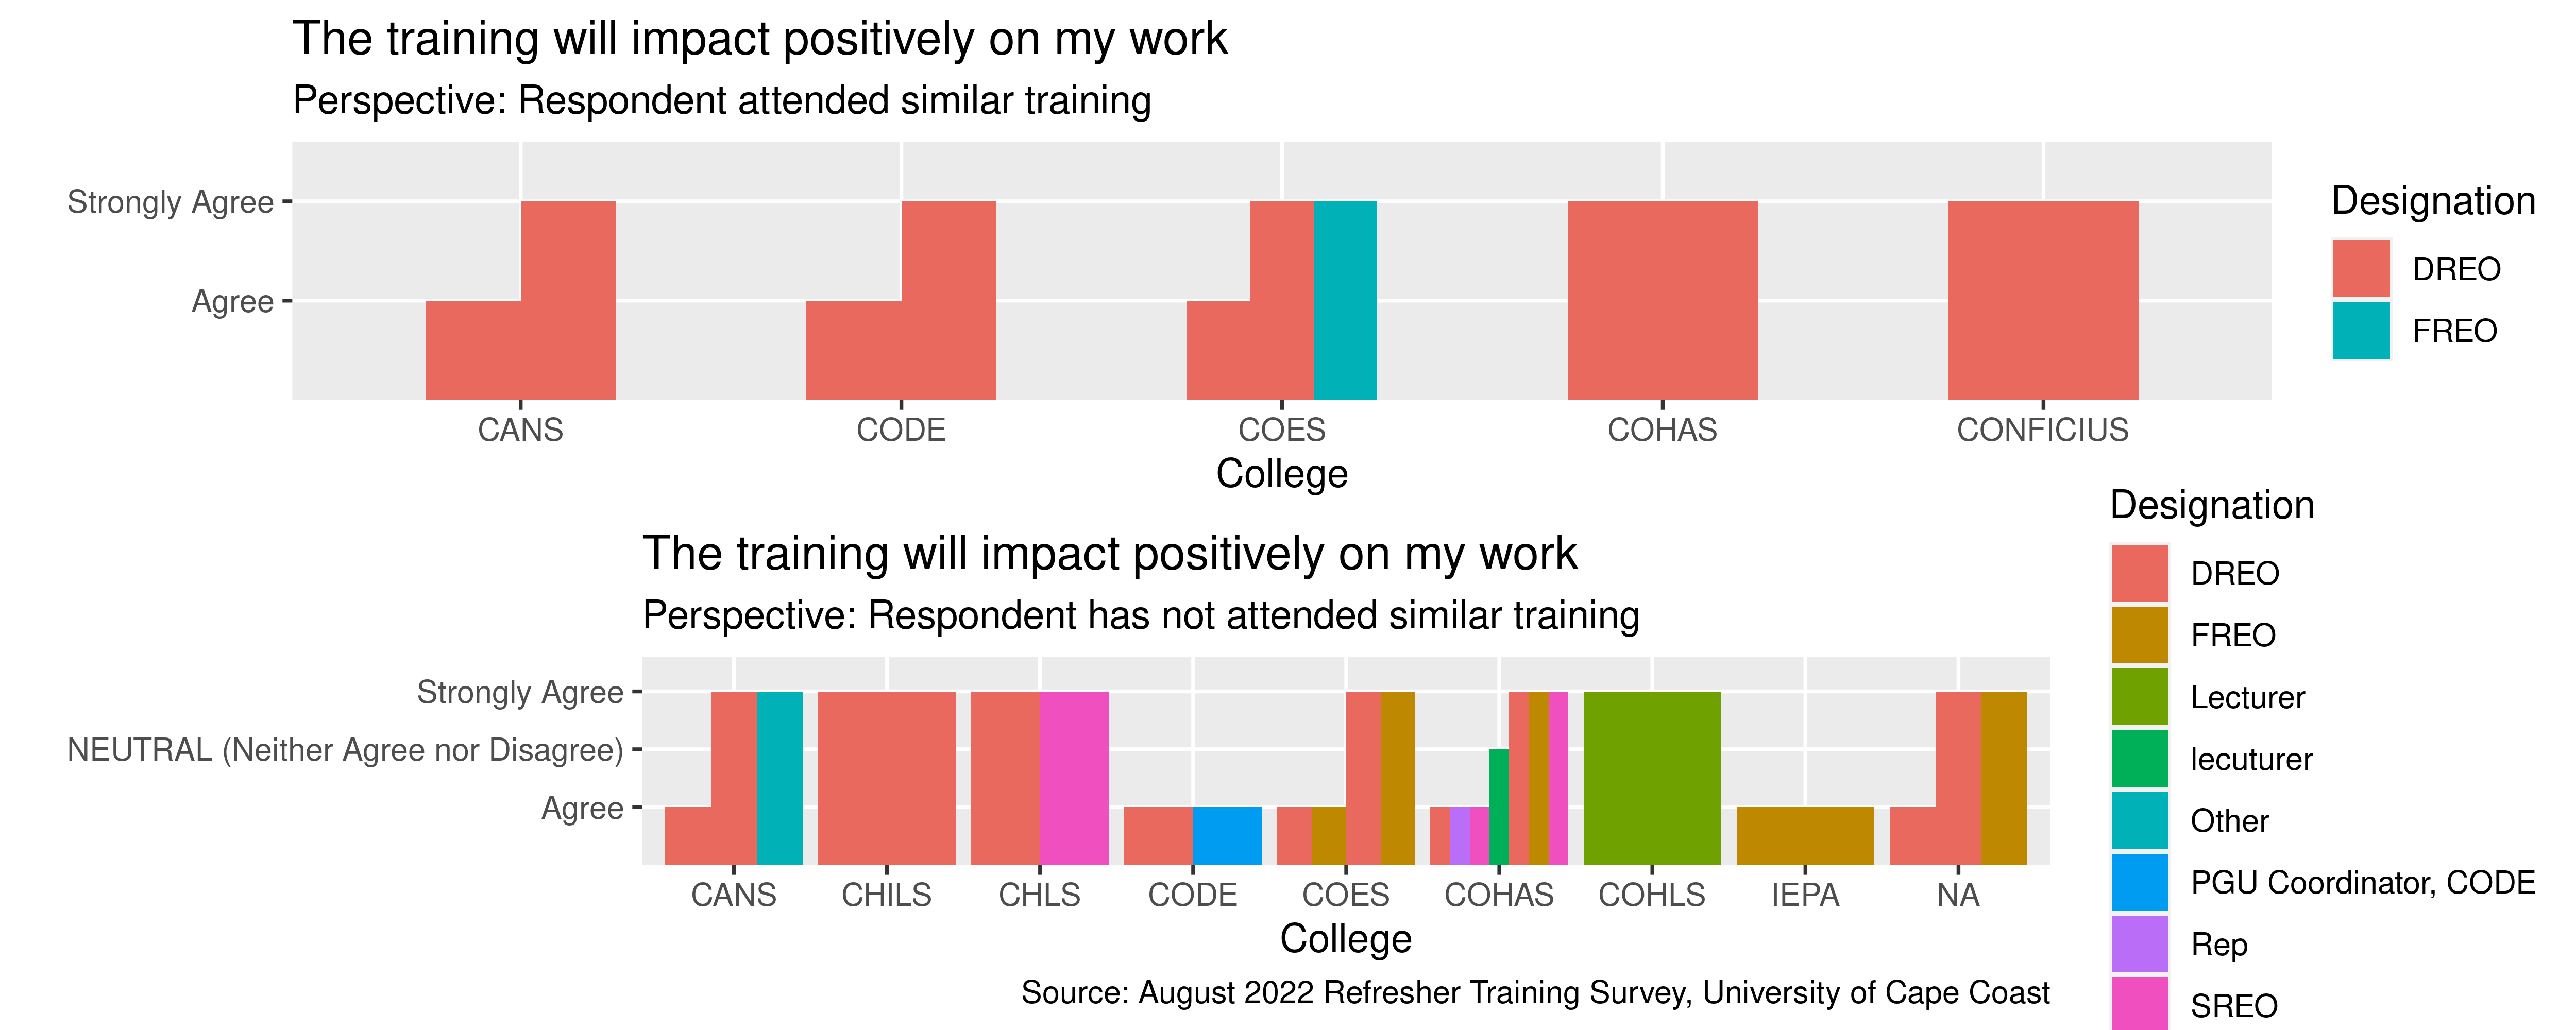 The training will impact positively on my work
Perspective: Respondent attended similar training
Strongly Agree
Agree
CANS CODE COES COHAS CONFICIUS
College
Designation
DREO
FREO
The training will impact positively on my work
Perspective: Respondent has not attended similar training
Strongly Agree
NEUTRAL (Neither Agree nor Disagree)
Agree
CANS CHILS CHLS CODE COES COHAS COHLS IEPA NA
College
Source: August 2022 Refresher Training Survey, University of Cape Coast
Designation
DREO
FREO
Lecturer
lecuturer
Other
PGU Coordinator, CODE
Rep
SREO